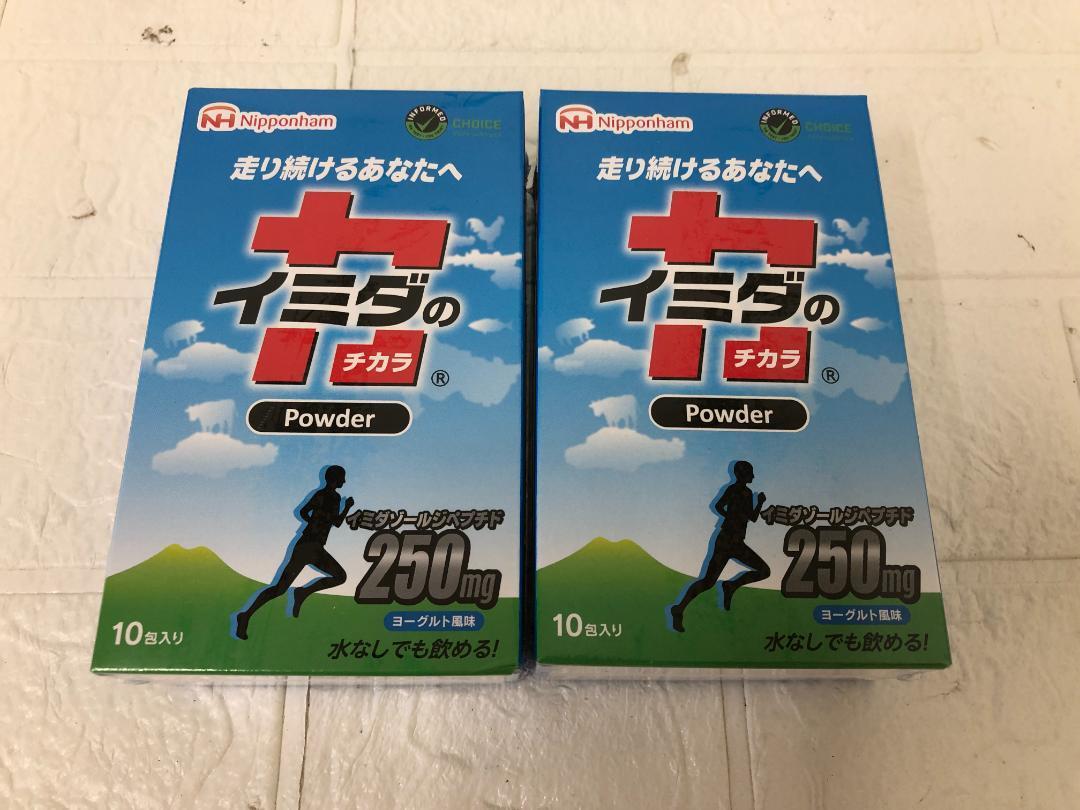 NH Nipponham
INFORMED
CHOICE
走り続けるあなたへ
イミダの
チカラ
®
Powder
イミダゾールジペプチド
250mg
ヨーグルト風味
10包入り
水なしでも飲める!
NH Nipponham
INFORMED
CHOICE
走り続けるあなたへ
イミダの
チカラ
®
Powder
イミダゾールジペプチド
250mg
ヨーグルト風味
10包入り
水なしでも飲める!